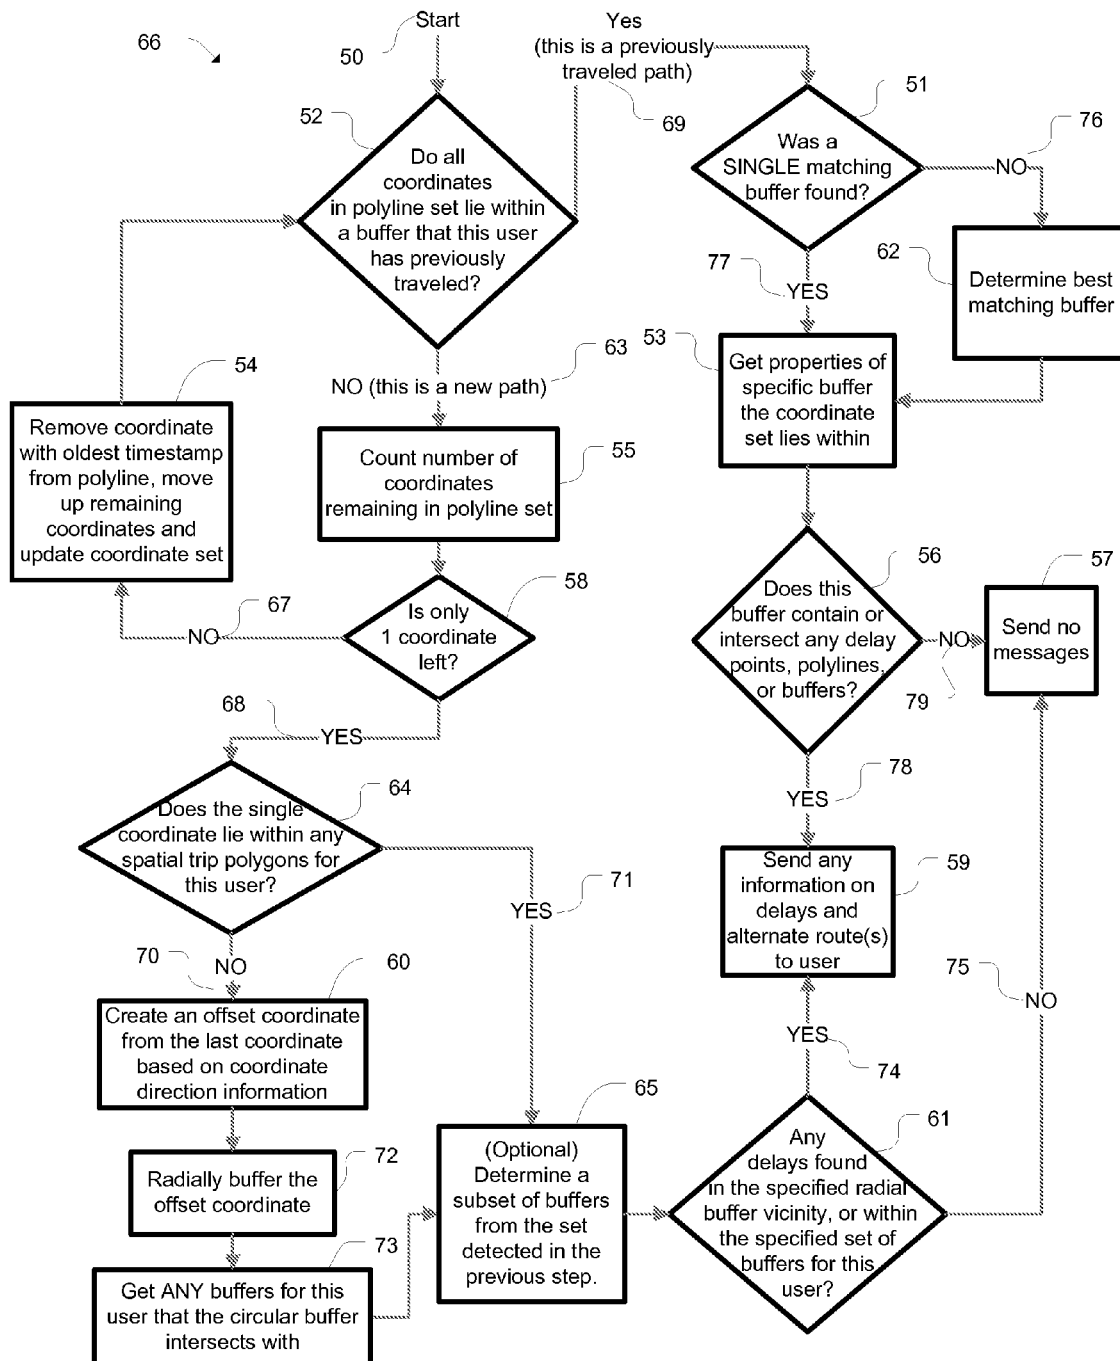 66
50
Start
Yes
(this is a previously
traveled path)
69
52
Do all
coordinates
in polyline set lie within
a buffer that this user
has previously
traveled?
51
Was a
SINGLE matching
buffer found?
76
NO
62
Determine best
matching buffer
77
YES
53
Get properties of
specific buffer
the coordinate
set lies within
63
NO (this is a new path)
54
Remove coordinate
with oldest timestamp
from polyline, move
up remaining
coordinates and
update coordinate set
55
Count number of
coordinates
remaining in polyline set
58
Is only
1 coordinate
left?
67
NO
56
Does this
buffer contain or
intersect any delay
points, polylines,
or buffers?
NO
79
57
Send no
messages
68
YES
64
Does the single
coordinate lie within any
spatial trip polygons for
this user?
71
YES
78
YES
59
Send any
information on
delays and
alternate route(s)
to user
70
NO
60
Create an offset coordinate
from the last coordinate
based on coordinate
direction information
72
Radially buffer the
offset coordinate
73
Get ANY buffers for this
user that the circular buffer
intersects with
65
(Optional)
Determine a
subset of buffers
from the set
detected in the
previous step.
YES
74
61
Any
delays found
in the specified radial
buffer vicinity, or within
the specified set of
buffers for this
user?
75
NO